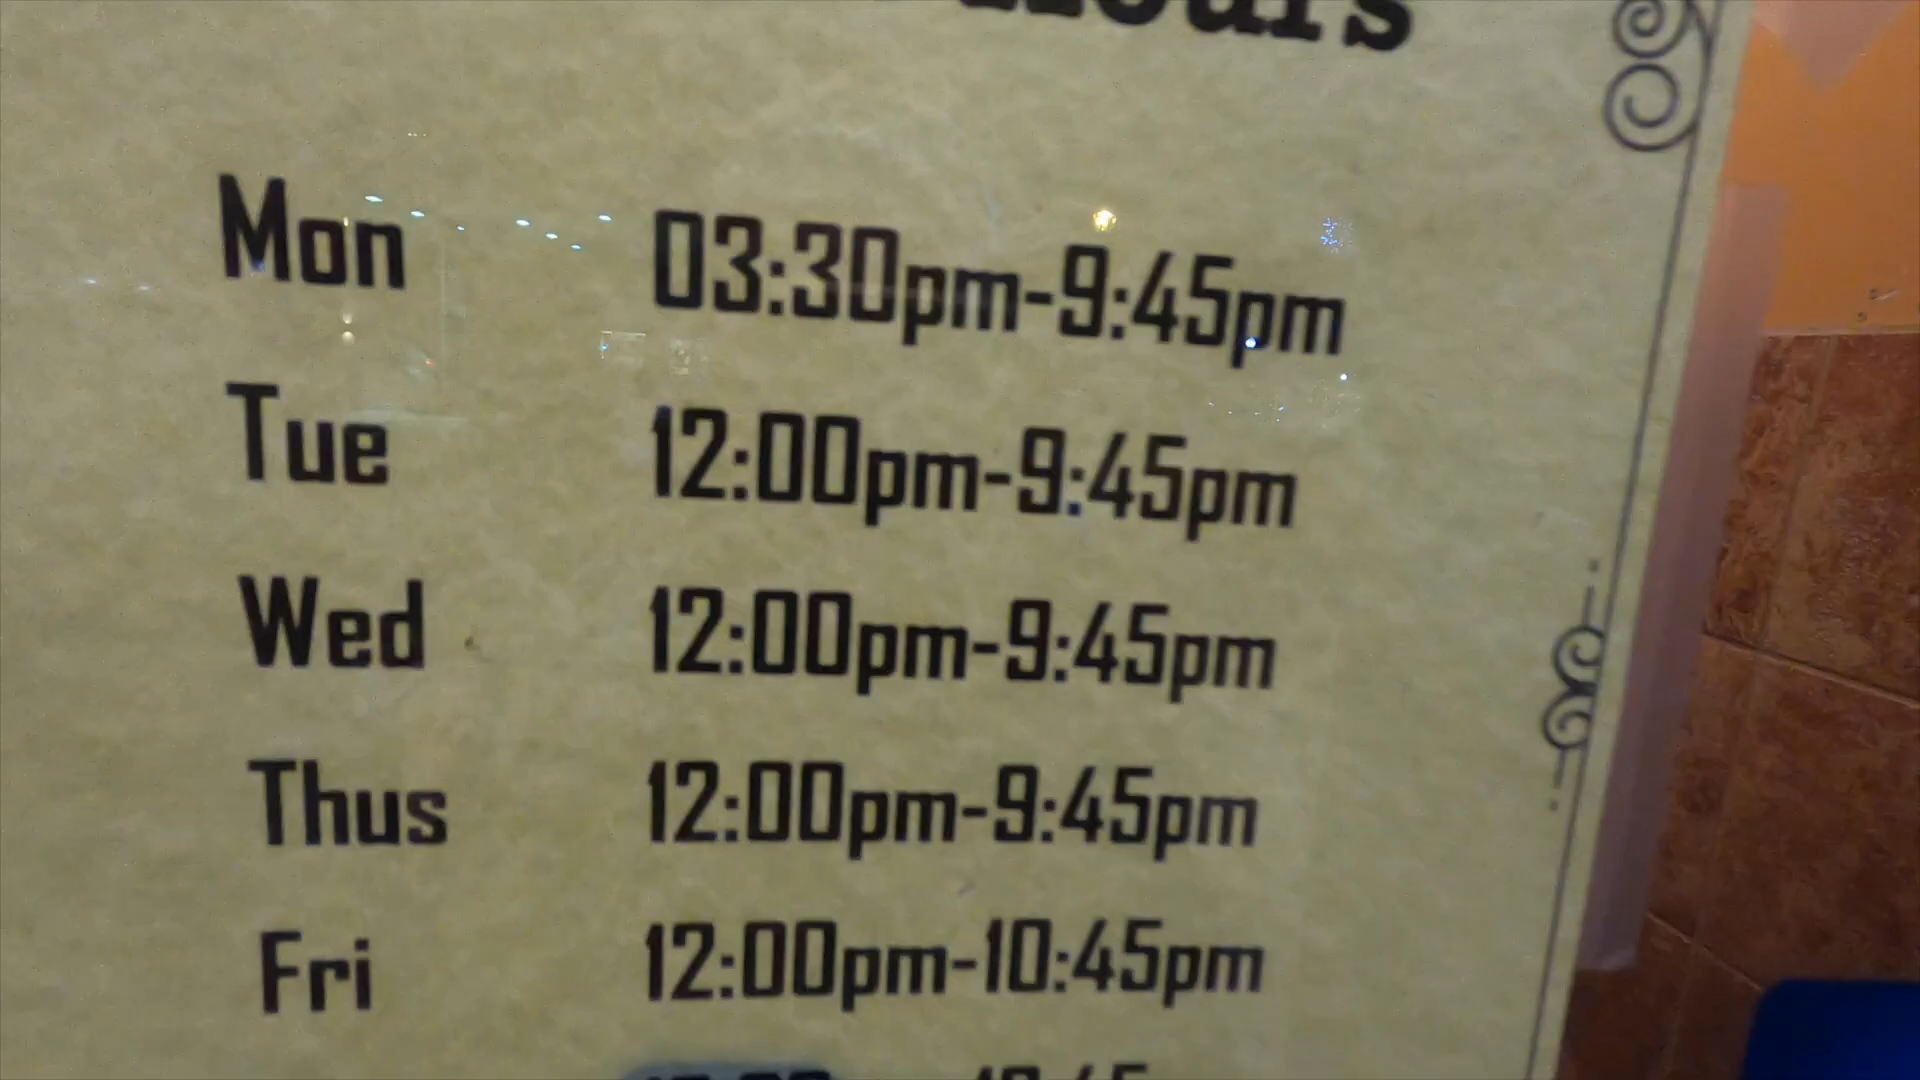 Hours
Mon 03:30pm-9:45pm
Tue 12:00pm-9:45pm
Wed 12:00pm-9:45pm
Thus 12:00pm-9:45pm
Fri 12:00pm-10:45pm